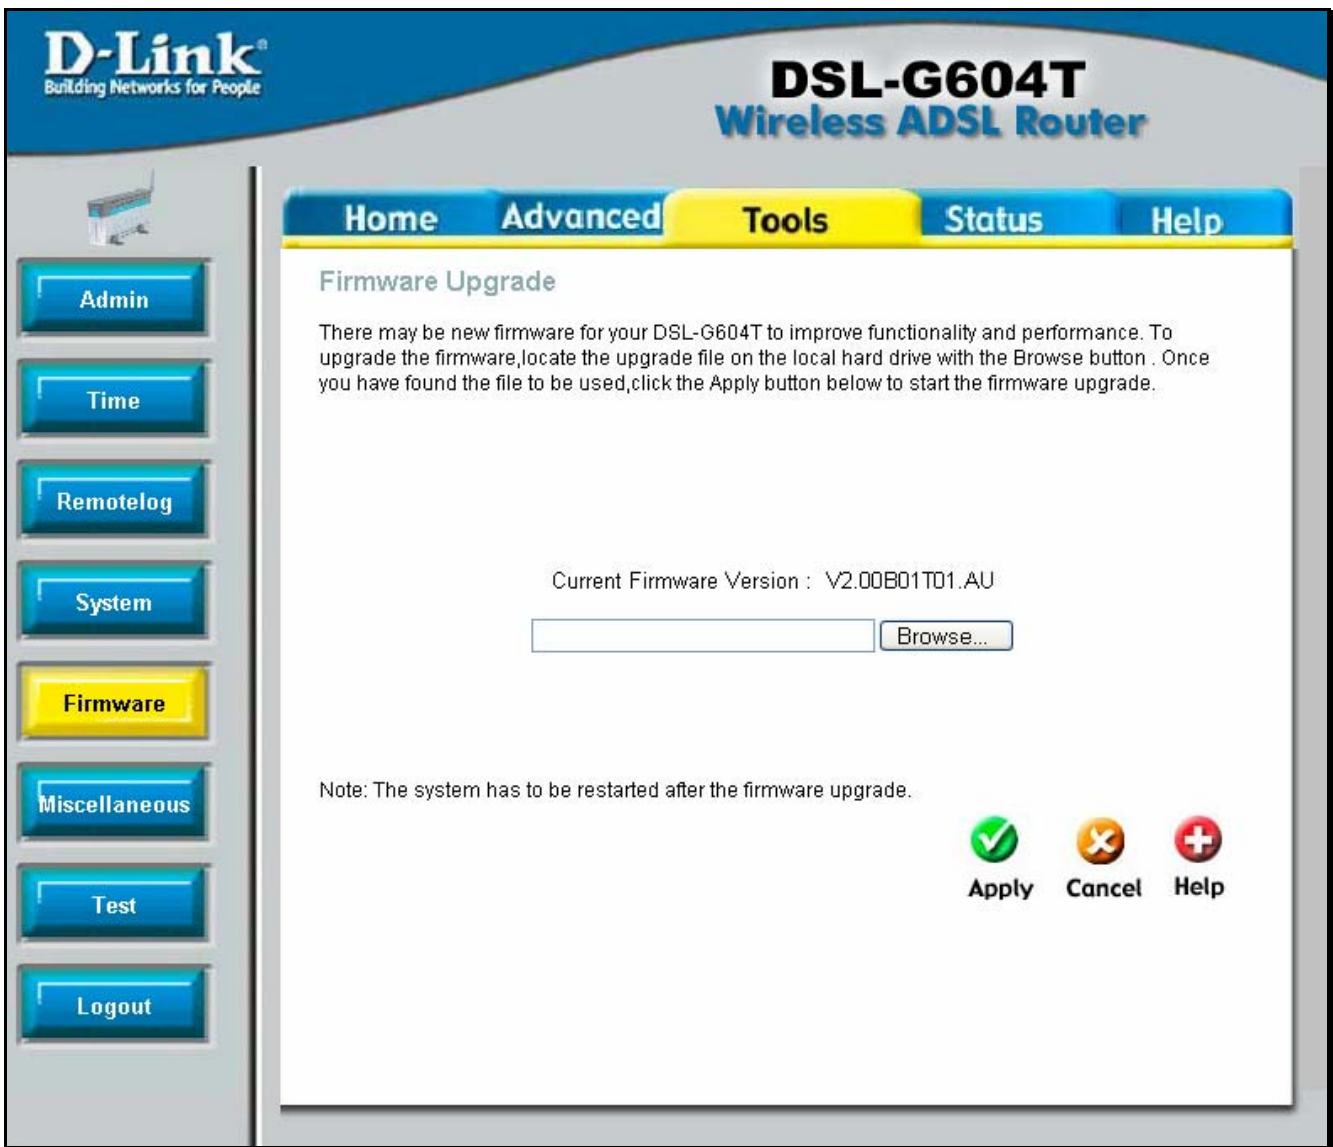 D-Link®
Building Networks for People
DSL-G604T
Wireless ADSL Router
Home
Advanced
Tools
Status
Help
Admin
Time
Remotelog
System
Firmware
Miscellaneous
Test
Logout
Firmware Upgrade
There may be new firmware for your DSL-G604T to improve functionality and performance. To
upgrade the firmware,locate the upgrade file on the local hard drive with the Browse button . Once
you have found the file to be used,click the Apply button below to start the firmware upgrade.
Current Firmware Version : V2.00B01T01.AU
Browse...
Note: The system has to be restarted after the firmware upgrade.
Apply
Cancel
Help